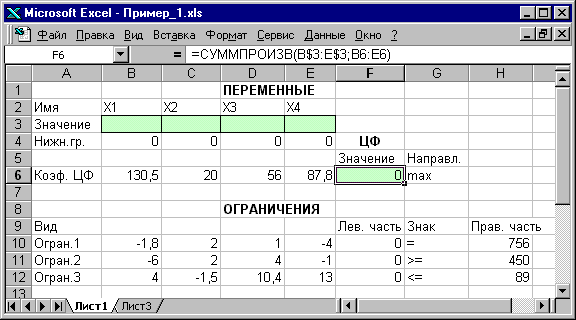 Microsoft Excel - Пример_1.xls
Файл Правка Вид Вставка Формат Сервис Данные Окно ?
F6 = =СУММПРОИЗВ(B$3:E$3;B6:E6)
A B C D E F G H
1 ПЕРЕМЕННЫЕ
2 Имя X1 X2 X3 X4
3 Значение
4 Нижн.гр. 0 0 0 0 ЦФ
5 Значение Направл.
6 Коэф. ЦФ 130,5 20 56 87,8 0 max
7
8 ОГРАНИЧЕНИЯ
9 Вид Лев. часть Знак Прав. часть
10 Огран.1 -1,8 2 1 -4 0 = 756
11 Огран.2 -6 2 4 -1 0 >= 450
12 Огран.3 4 -1,5 10,4 13 0 <= 89
13
Лист1 Лист3